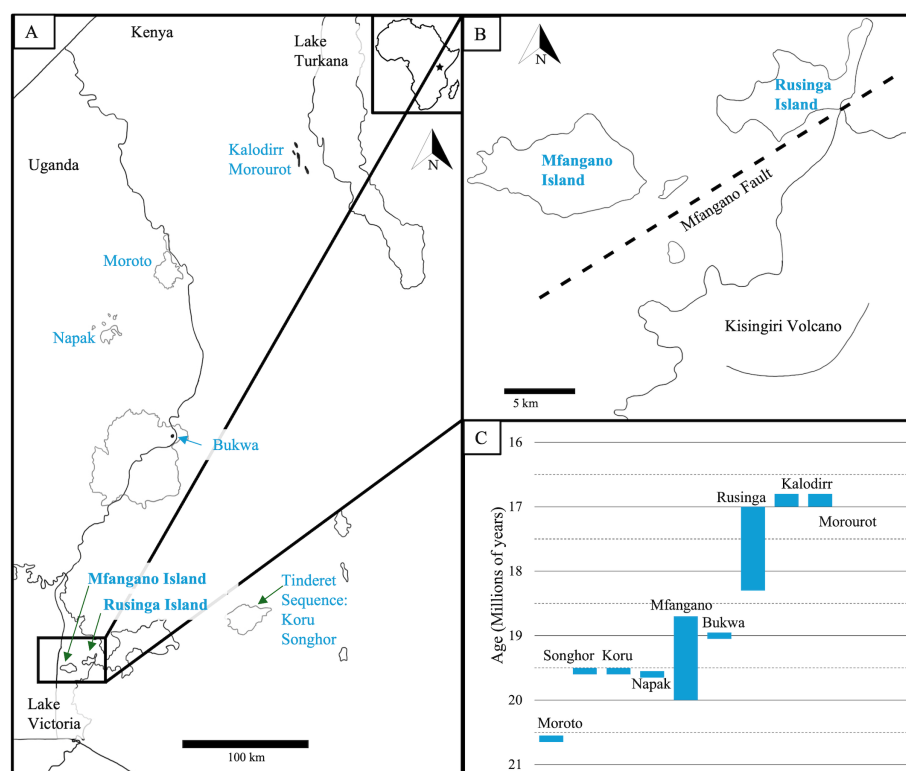 A
Kenya
Lake
Turkana
N
Kalodirr
Morourot
Uganda
Moroto
Napak
Bukwa
Mfangano Island
Rusinga Island
Tinderet
Sequence:
Koru
Songhor
Lake
Victoria
100 km
B
N
Rusinga
Island
Mfangano
Island
Mfangano Fault
Kisingiri Volcano
5 km
C
Age (Millions of years)
16
17
18
19
20
21
Rusinga
Kalodirr
Morourot
Mfangano
Bukwa
Songhor
Koru
Napak
Moroto